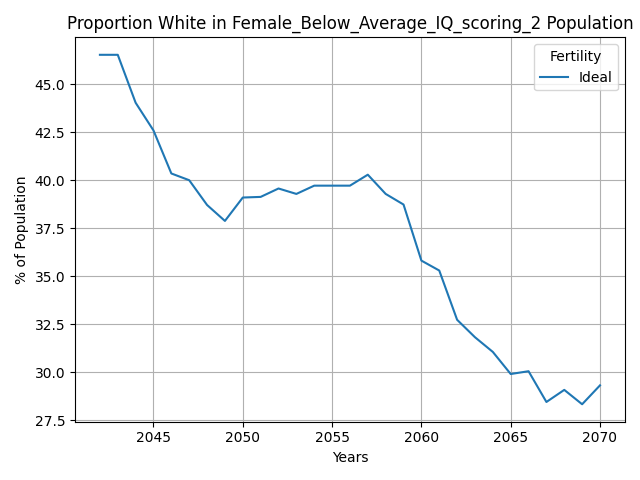 Proportion White in Female_Below_Average_IQ_scoring_2 Population
Fertility
Ideal
45.0
42.5
40.0
37.5
35.0
32.5
30.0
27.5
% of Population
2045 2050 2055 2060 2065 2070
Years